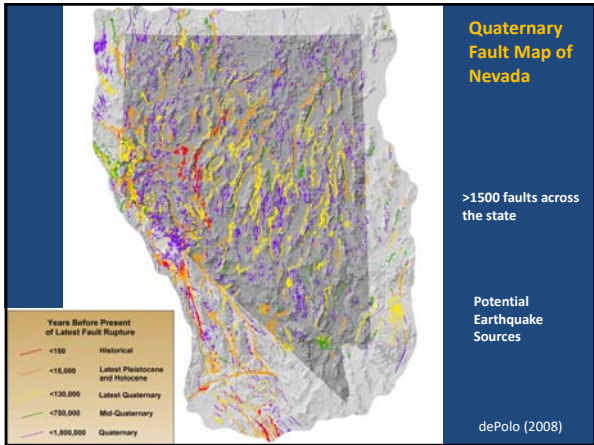 Quaternary
Fault Map of
Nevada
>1500 faults across
the state
Potential
Earthquake
Sources
dePolo (2008)
Years Before Present
of Latest Fault Rupture
<150 Historical
<15,000 Latest Pleistocene
and Holocene
<130,000 Latest Quaternary
<750,000 Mid-Quaternary
<1,800,000 Quaternary